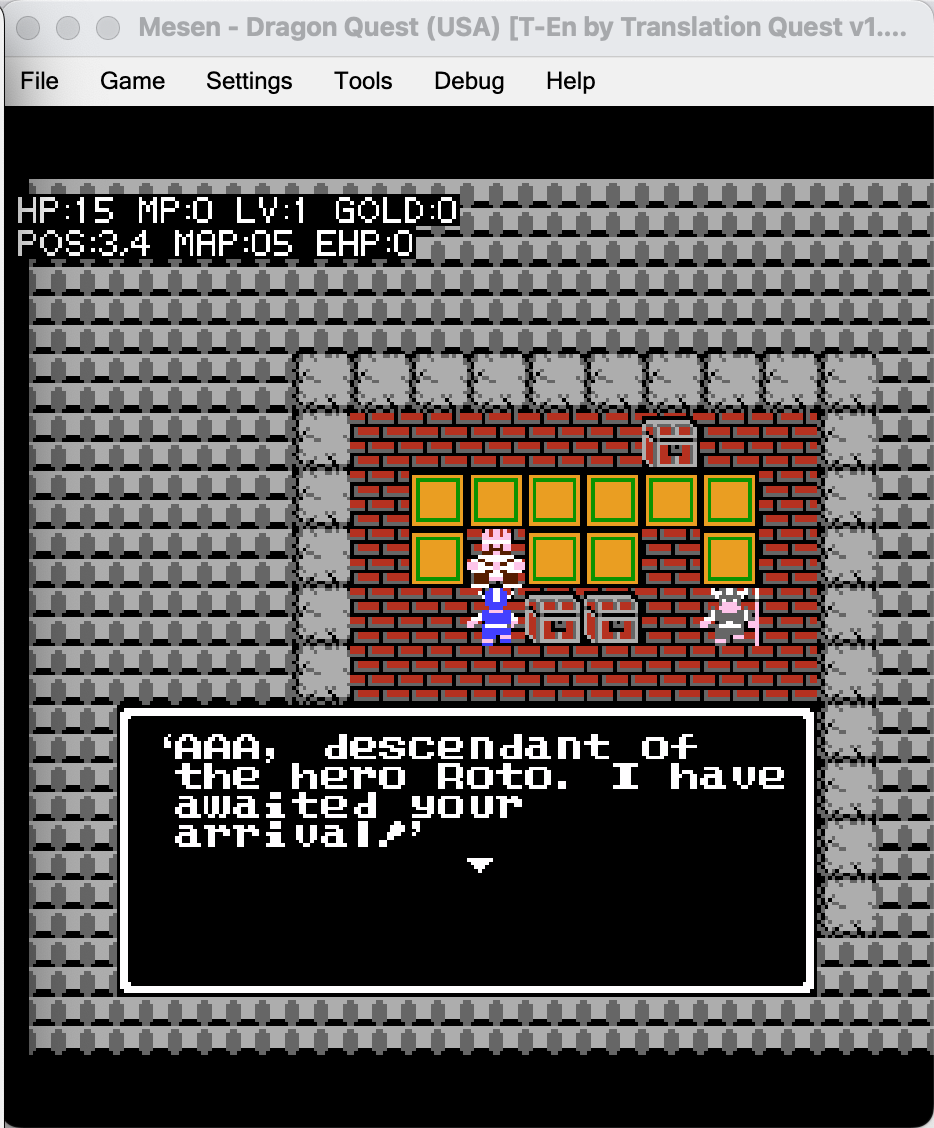 Mesen - Dragon Quest (USA) [T-En by Translation Quest v1....
File Game Settings Tools Debug Help
HP:15 MP:0 LV:1 GOLD:0
POS:3,4 MAP:05 EHP:0
‘AAA, descendant of
the hero Roto. I have
awaited your
arrival!’